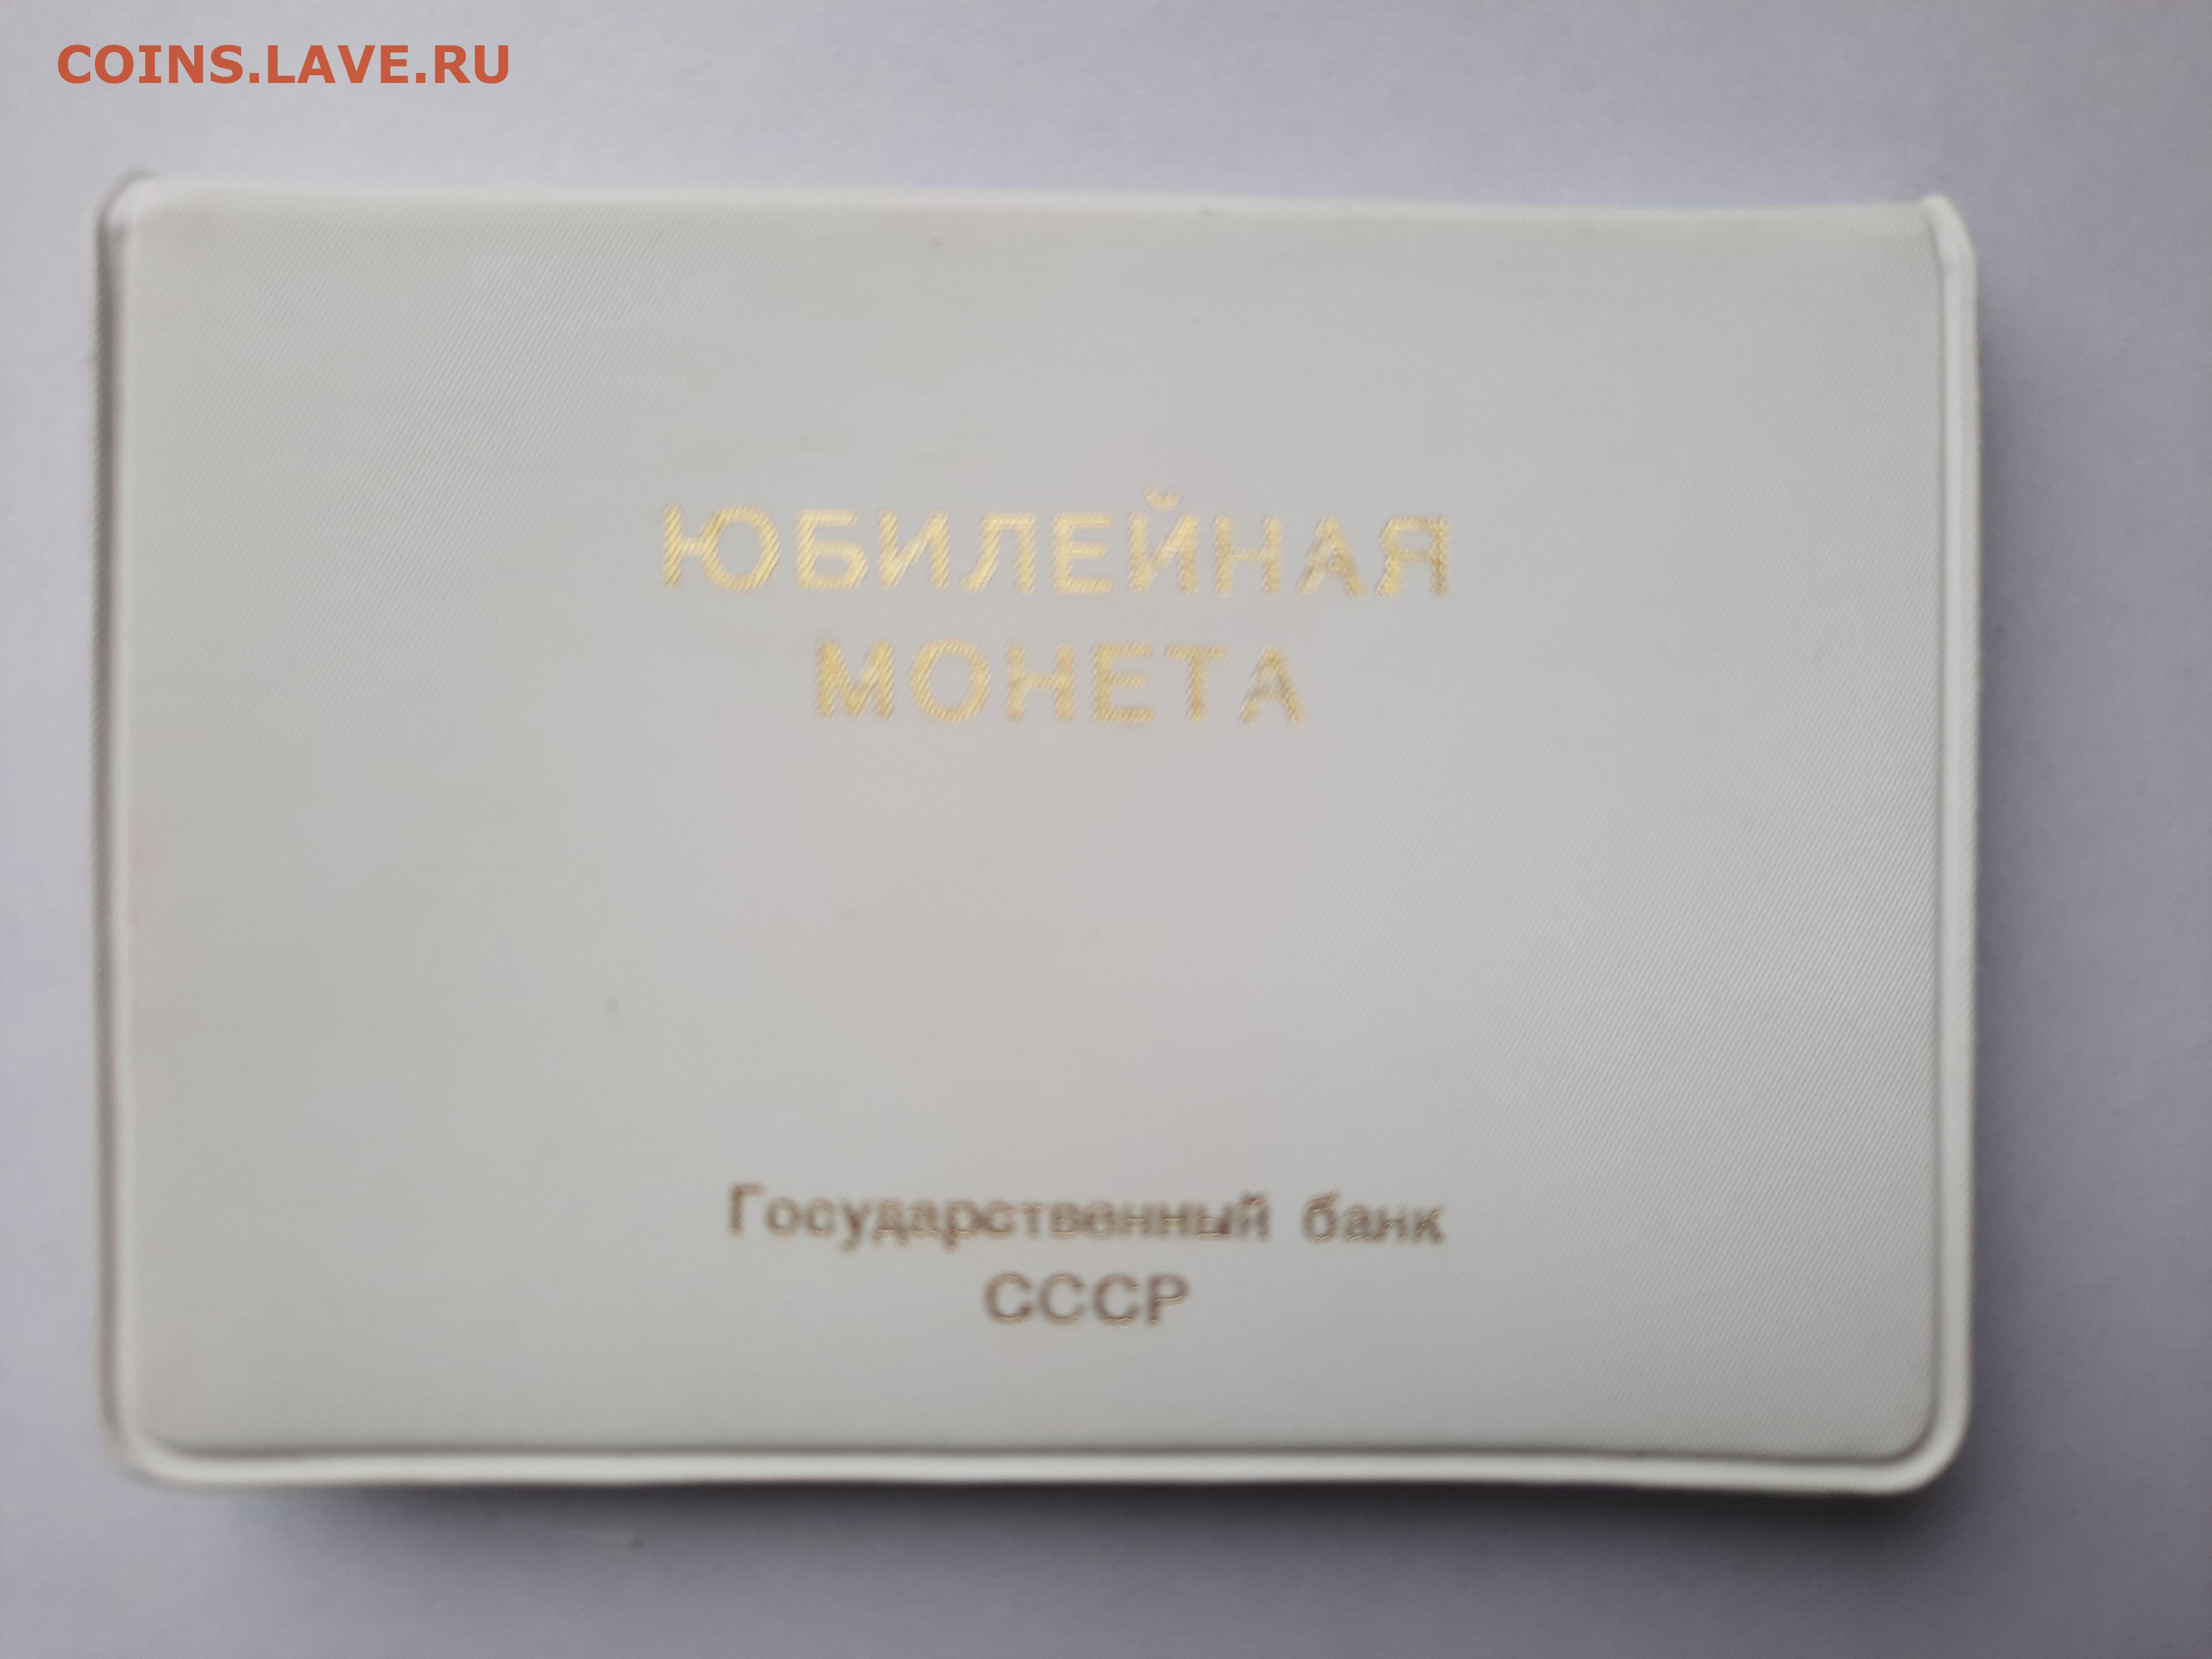 COINS.LAVE.RU
ЮБИЛЕЙНАЯ
МОНЕТА
Государственный банк
СССР